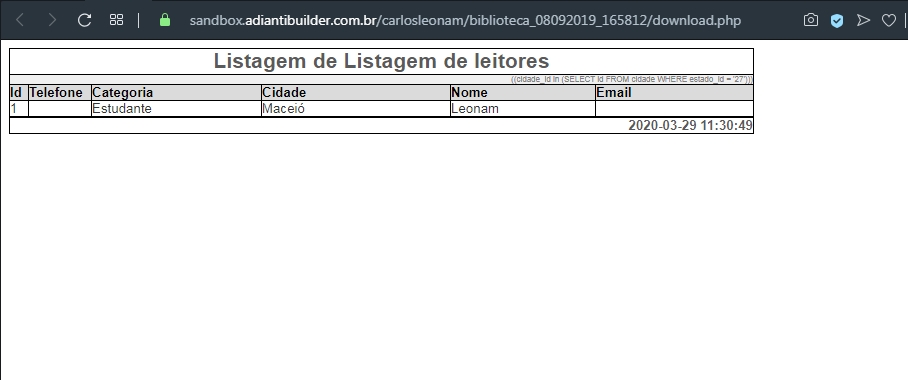 sandbox.adiantibuilder.com.br/carlosleonam/biblioteca_08092019_165812/download.php
Listagem de Listagem de leitores
((cidade_id in (SELECT id FROM cidade WHERE estado_id = '27')))
Id Telefone Categoria Cidade Nome Email
1 Estudante Maceió Leonam
2020-03-29 11:30:49